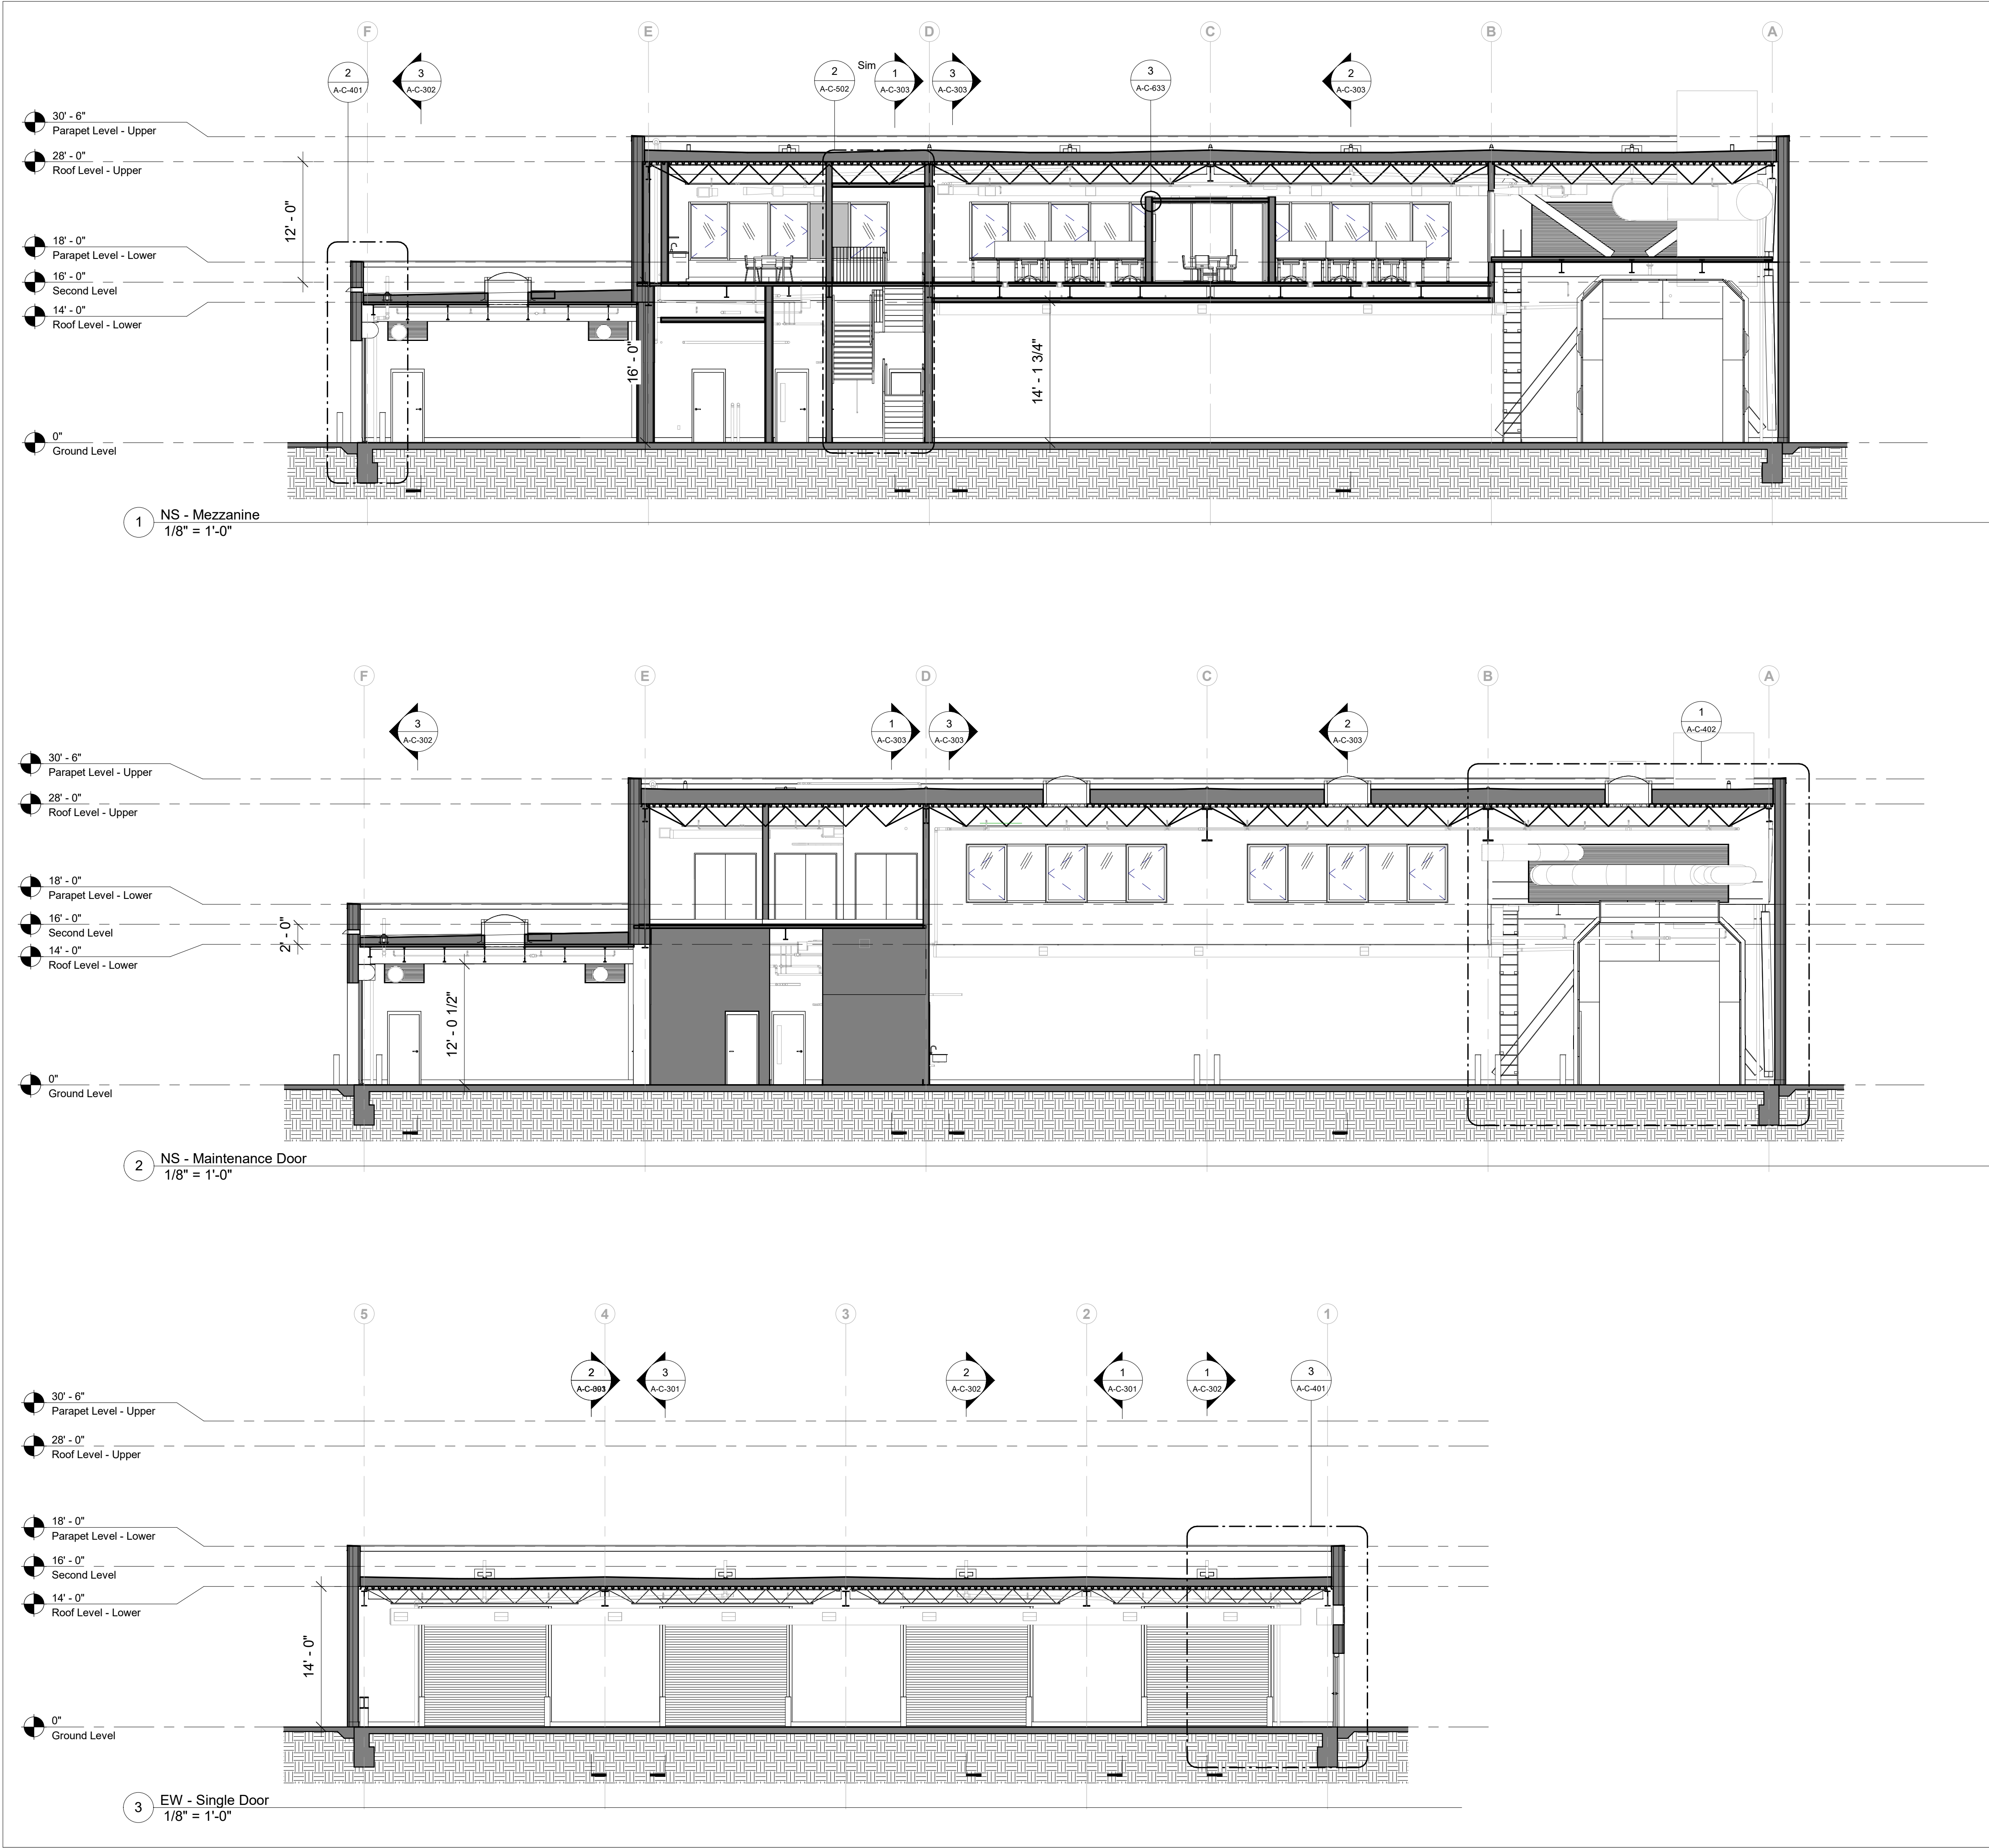 F E D C B A
2 A-C-401
3 A-C-302
2 A-C-502 Sim
1 A-C-303
3 A-C-303
3 A-C-633
2 A-C-303
30' - 6"
Parapet Level - Upper
28' - 0"
Roof Level - Upper
12' - 0"
18' - 0"
Parapet Level - Lower
16' - 0"
Second Level
14' - 0"
Roof Level - Lower
16' - 0"
14' - 1 3/4"
0"
Ground Level
1 NS - Mezzanine
1/8" = 1'-0"
F E D C B A
3 A-C-302
1 A-C-303
3 A-C-303
2 A-C-303
1 A-C-402
30' - 6"
Parapet Level - Upper
28' - 0"
Roof Level - Upper
18' - 0"
Parapet Level - Lower
16' - 0"
Second Level
2' - 0"
14' - 0"
Roof Level - Lower
12' - 0 1/2"
0"
Ground Level
2 NS - Maintenance Door
1/8" = 1'-0"
5 4 3 2 1
2
3 A-C-301
2 A-C-302
1 A-C-301
1 A-C-302
3 A-C-401
30' - 6"
Parapet Level - Upper
28' - 0"
Roof Level - Upper
18' - 0"
Parapet Level - Lower
16' - 0"
Second Level
14' - 0"
Roof Level - Lower
14' - 0"
0"
Ground Level
3 EW - Single Door
1/8" = 1'-0"